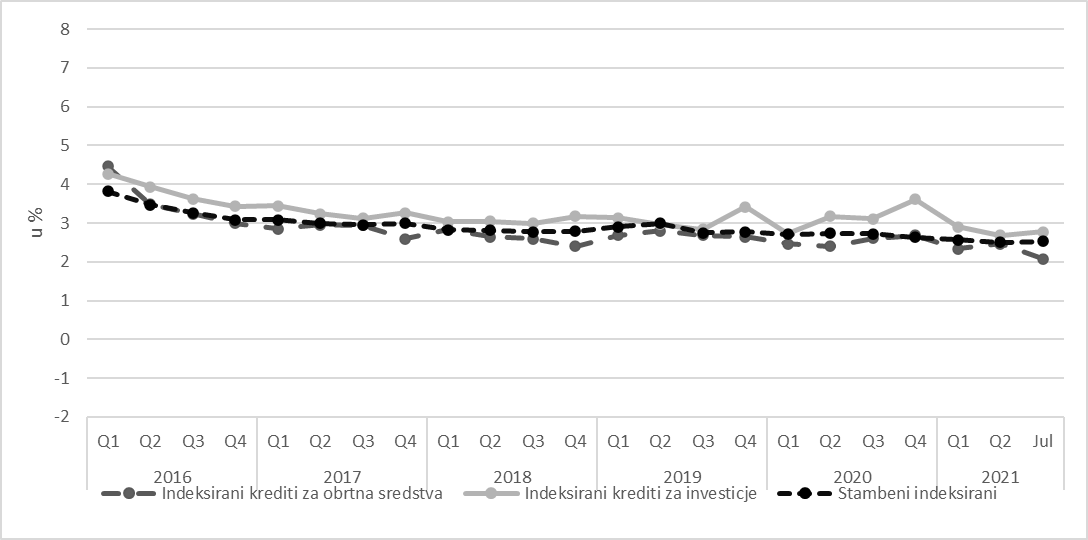 8
7
6
5
4
3
2
1
0
-1
-2
u %
Q1 Q2 Q3 Q4 Q1 Q2 Q3 Q4 Q1 Q2 Q3 Q4 Q1 Q2 Q3 Q4 Q1 Q2 Q3 Q4 Q1 Q2 Jul
2016 2017 2018 2019 2020 2021
Indeksirani krediti za obrtna sredstva Indeksirani krediti za investicje Stambeni indeksirani